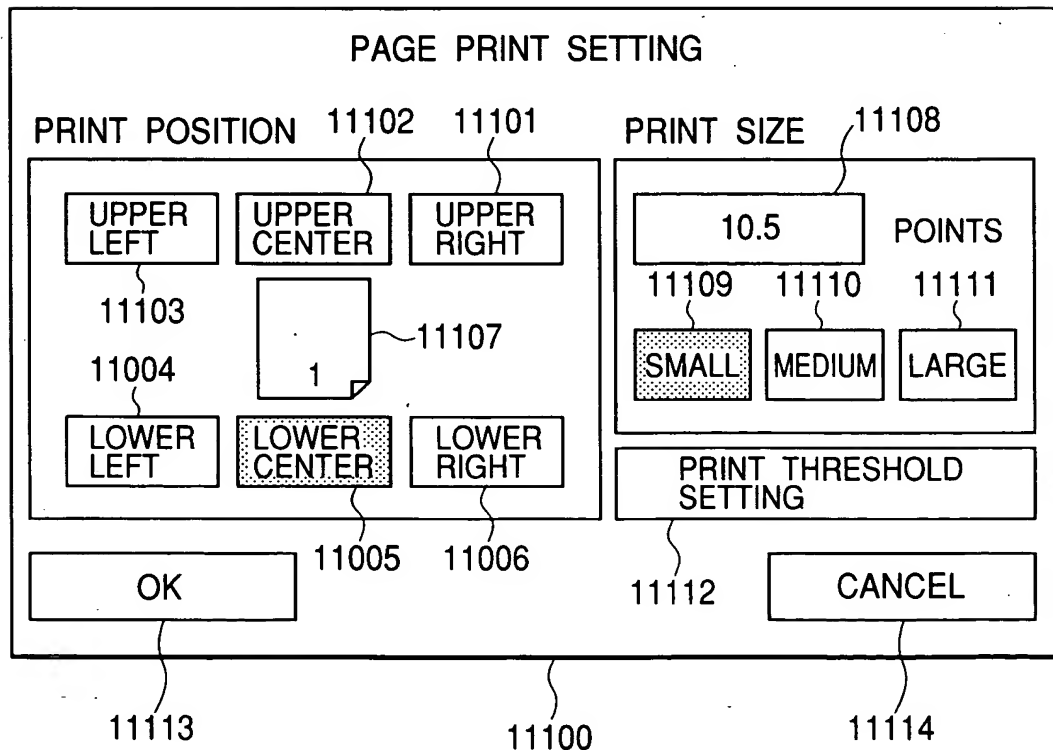 PAGE PRINT SETTING
PRINT POSITION
11102
11101
PRINT SIZE
11108
UPPER
LEFT
UPPER
CENTER
UPPER
RIGHT
10.5
POINTS
11103
11107
11109
11110
11111
1
11004
SMALL
MEDIUM
LARGE
LOWER
LEFT
LOWER
CENTER
LOWER
RIGHT
PRINT THRESHOLD
SETTING
11005
11006
11112
OK
CANCEL
11113
11100
11114